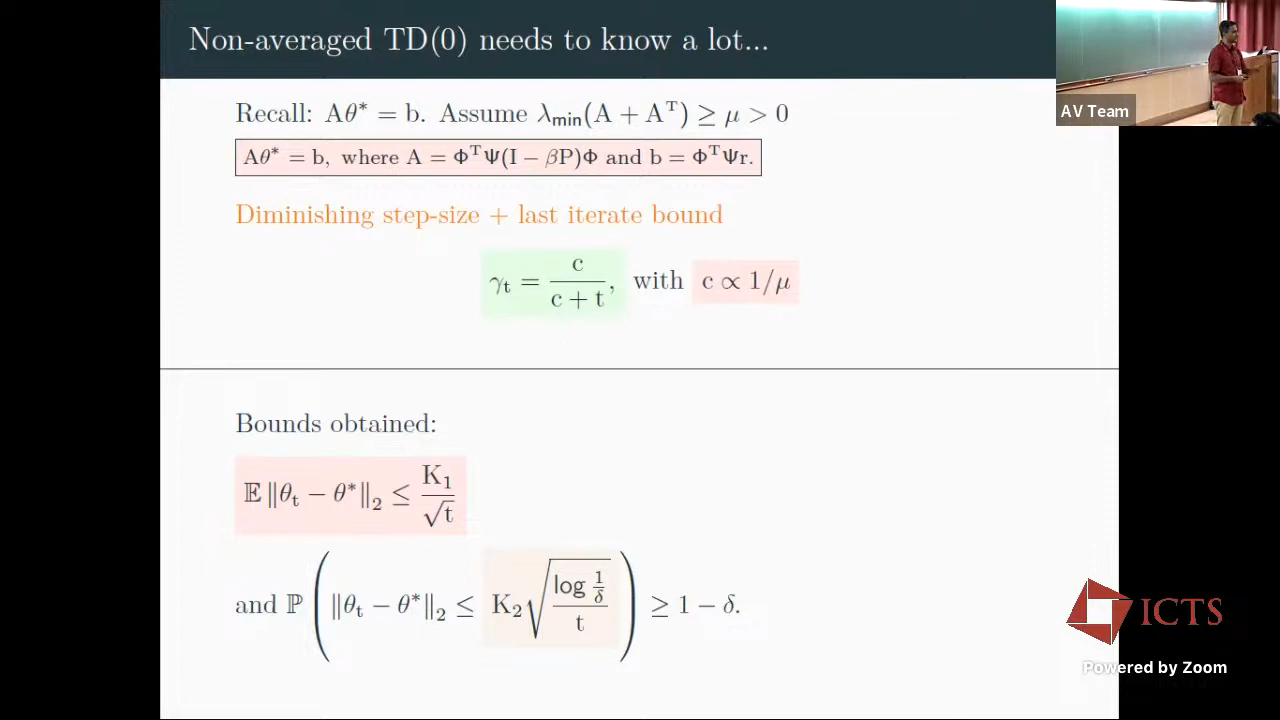 Non-averaged TD(0) needs to know a lot...
AV Team
Recall: Aθ* = b. Assume λ_min(A + A^T) ≥ μ > 0
Aθ* = b, where A = Φ^TΨ(I − βP)Φ and b = Φ^TΨr.
Diminishing step-size + last iterate bound
γ_t = c/(c + t), with c ∝ 1/μ
Bounds obtained:
𝔼 ‖θ_t − θ*‖_2 ≤ K_1/√t
and ℙ ( ‖θ_t − θ*‖_2 ≤ K_2 √(log(1/δ)/t) ) ≥ 1 − δ.
ICTS
Powered by Zoom